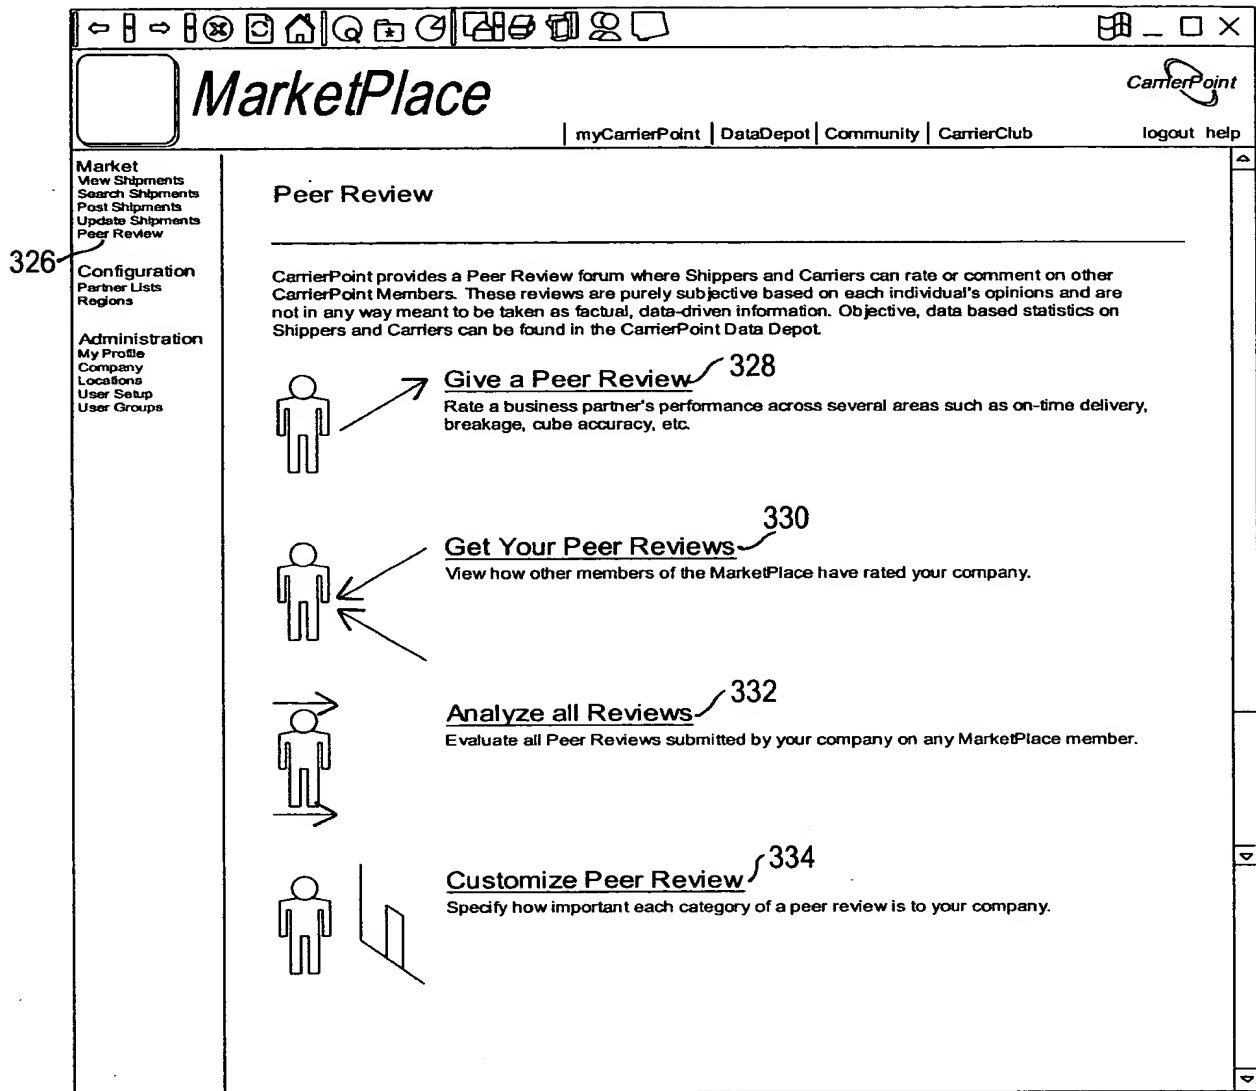 MarketPlace
CarrierPoint
myCarrierPoint | DataDepot | Community | CarrierClub
logout help
Market
View Shipments
Search Shipments
Post Shipments
Update Shipments
Peer Review
326
Configuration
Partner Lists
Regions
Administration
My Profile
Company
Locations
User Setup
User Groups
Peer Review
CarrierPoint provides a Peer Review forum where Shippers and Carriers can rate or comment on other
CarrierPoint Members. These reviews are purely subjective based on each individual's opinions and are
not in any way meant to be taken as factual, data-driven information. Objective, data based statistics on
Shippers and Carriers can be found in the CarrierPoint Data Depot.
Give a Peer Review 328
Rate a business partner's performance across several areas such as on-time delivery,
breakage, cube accuracy, etc.
330
Get Your Peer Reviews
View how other members of the MarketPlace have rated your company.
332
Analyze all Reviews
Evaluate all Peer Reviews submitted by your company on any MarketPlace member.
334
Customize Peer Review
Specify how important each category of a peer review is to your company.